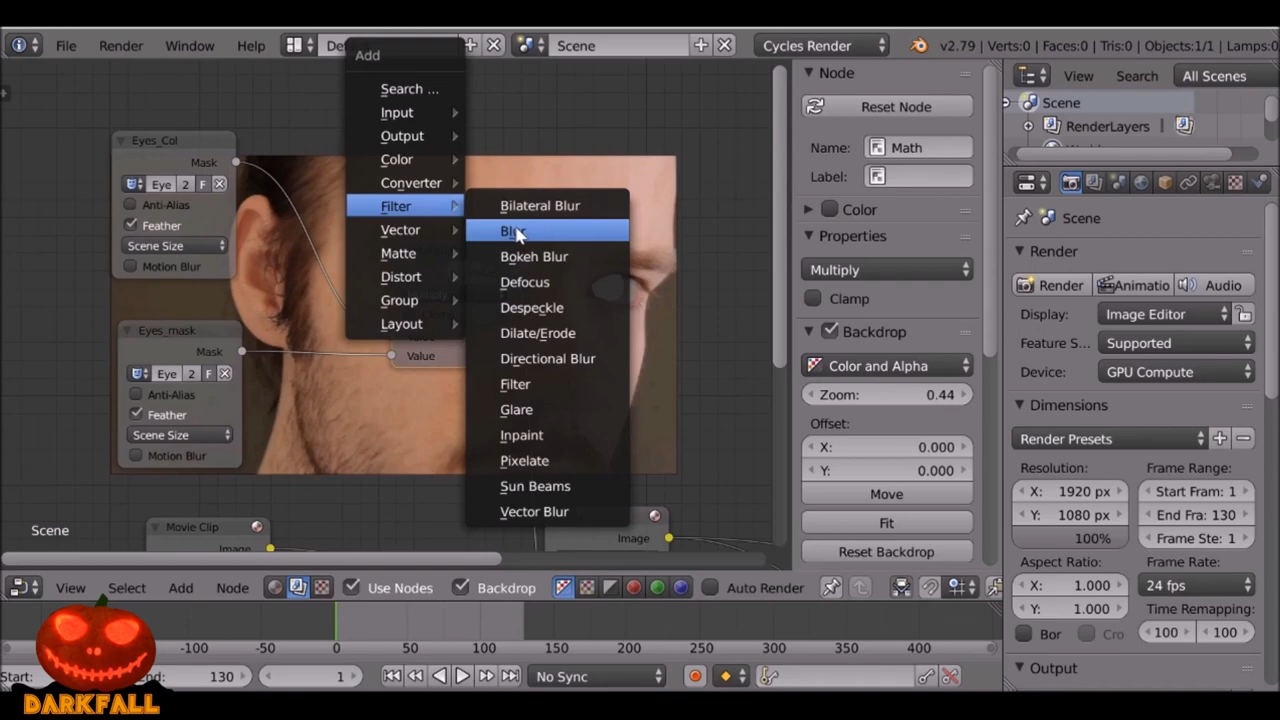 File Render Window Help
Scene
Cycles Render
v2.79 | Verts:0 | Faces:0 | Tris:0 | Objects:1/1 | Lamps:0
Add
Search ...
Input
Output
Color
Converter
Filter
Vector
Matte
Distort
Group
Layout
Bilateral Blur
Blur
Bokeh Blur
Defocus
Despeckle
Dilate/Erode
Directional Blur
Filter
Glare
Inpaint
Pixelate
Sun Beams
Vector Blur
Eyes_Col
Mask
Eye 2 F
Anti-Alias
Feather
Scene Size
Motion Blur
Eyes_mask
Mask
Eye 2 F
Anti-Alias
Feather
Scene Size
Motion Blur
Value
Movie Clip
Image
Image
Scene
Node
Reset Node
Name: Math
Label:
Color
Properties
Multiply
Clamp
Backdrop
Color and Alpha
Zoom: 0.44
Offset:
X: 0.000
Y: 0.000
Move
Fit
Reset Backdrop
View Search All Scenes
Scene
RenderLayers
Scene
Render
Render Animatio Audio
Display: Image Editor
Feature S... Supported
Device: GPU Compute
Dimensions
Render Presets
Resolution: Frame Range:
X: 1920 px Start Fram: 1
Y: 1080 px End Fra: 130
100% Frame Ste: 1
Aspect Ratio: Frame Rate:
X: 1.000 24 fps
Y: 1.000 Time Remapping:
Bor Cro 100 100
Output
View Select Add Node Use Nodes Backdrop Auto Render
-100 -50 0 50 100 150 200 250 300 350 400
Start: End: 130 1 No Sync
DARKFALL